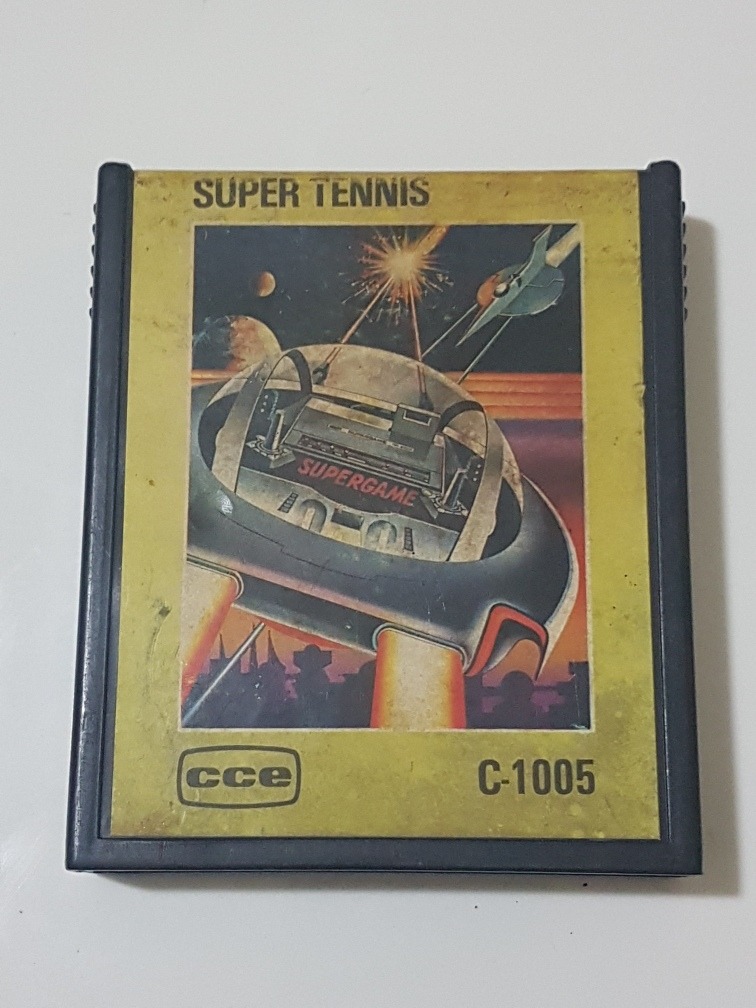 SUPER TENNIS
SUPERGAME
cce
C-1005